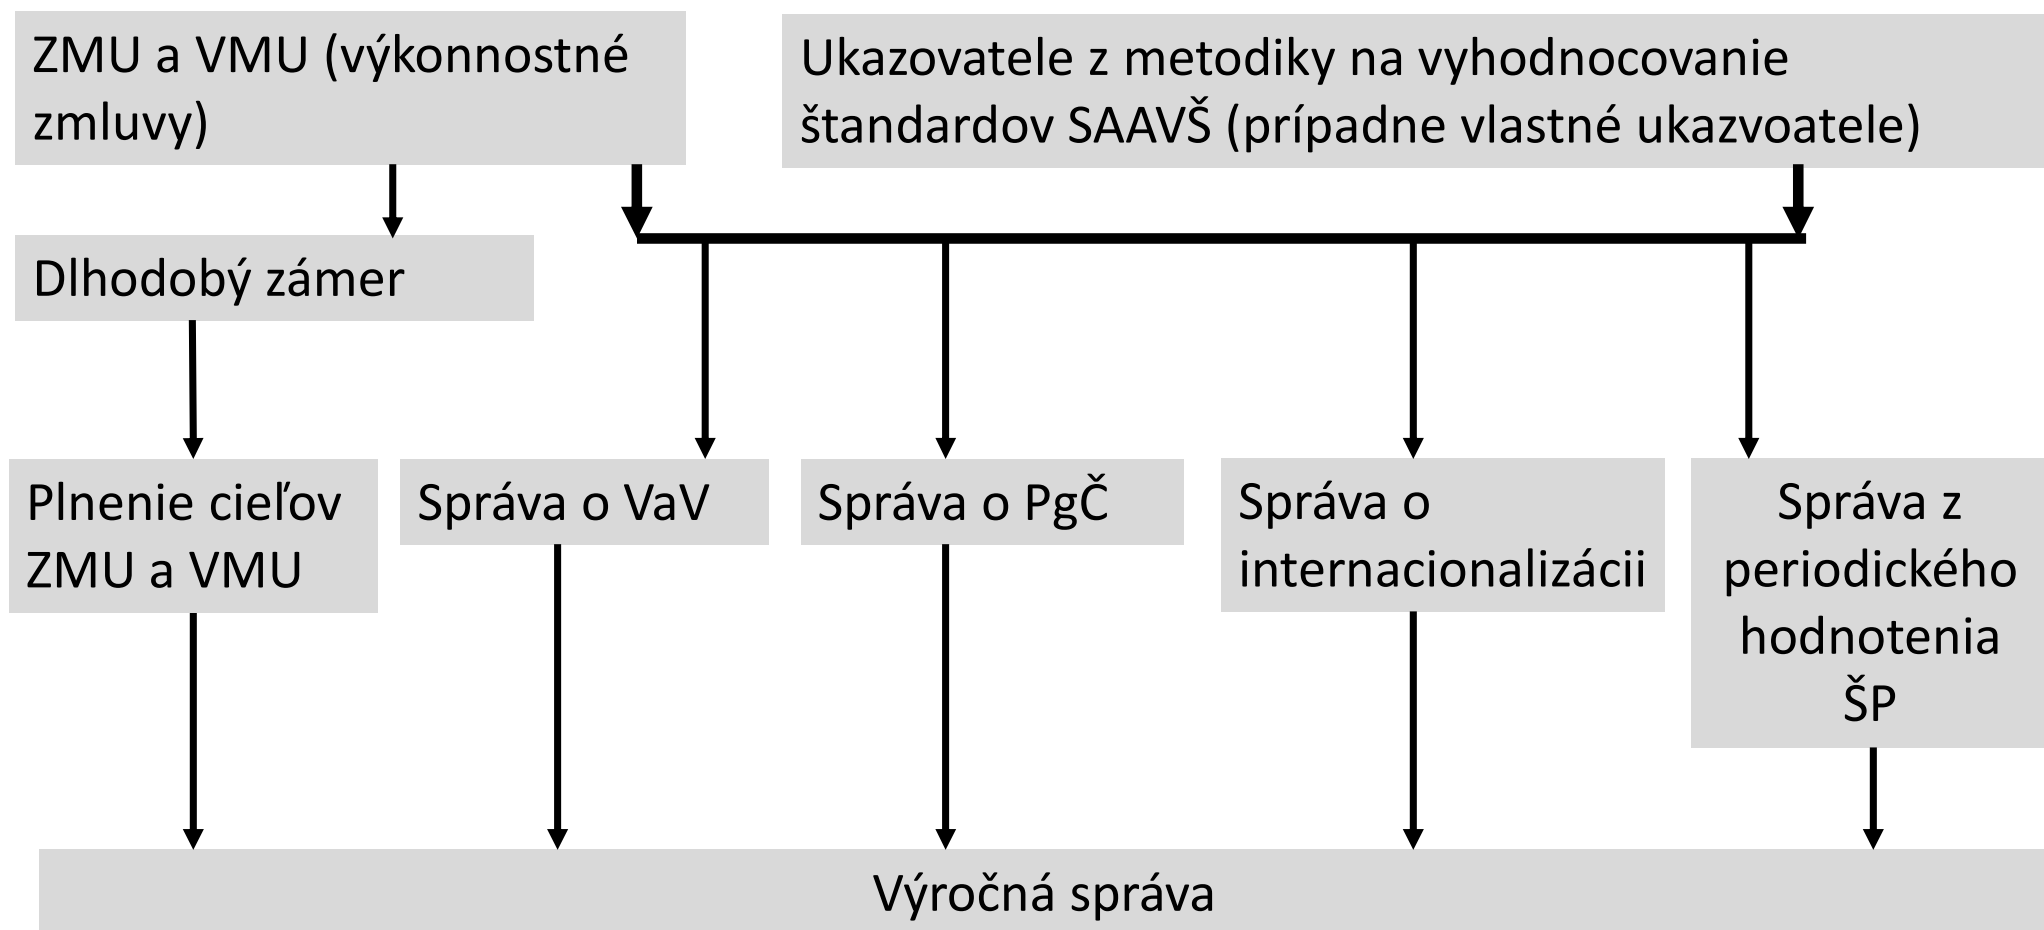 ZMU a VMU (výkonnostné
zmluvy)
Ukazovatele z metodiky na vyhodnocovanie
štandardov SAAVŠ (prípadne vlastné ukazvoatele)
Dlhodobý zámer
Plnenie cieľov
ZMU a VMU
Správa o VaV
Správa o PgČ
Správa o
internacionalizácii
Správa z
periodického
hodnotenia
ŠP
Výročná správa